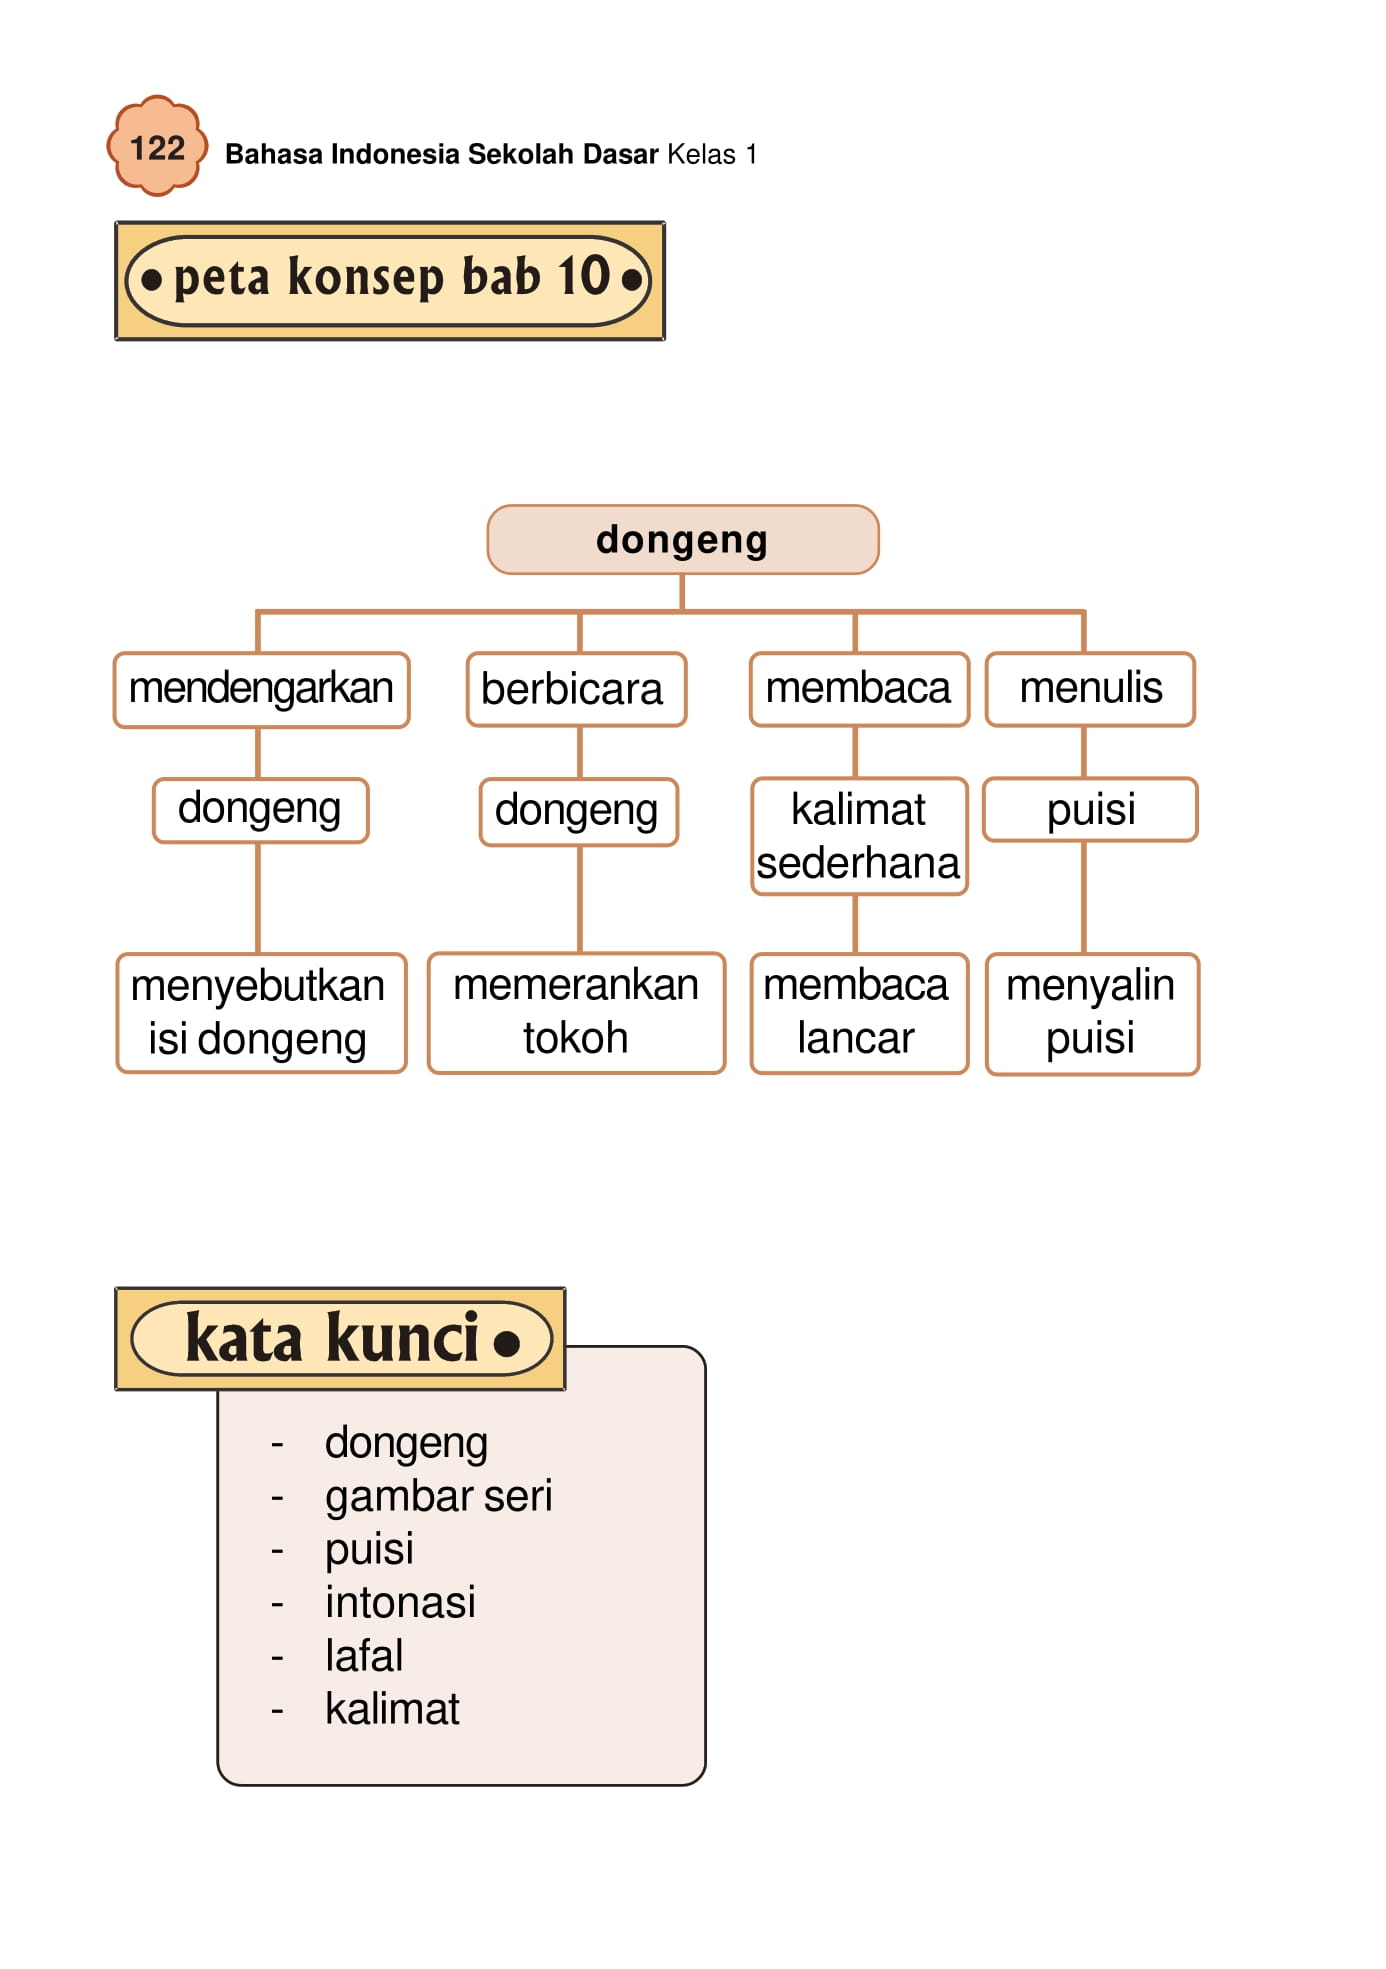 122
Bahasa Indonesia Sekolah Dasar Kelas 1
• peta konsep bab 10 •
dongeng
mendengarkan
berbicara
membaca
menulis
dongeng
dongeng
kalimat
sederhana
puisi
menyebutkan
isi dongeng
memerankan
tokoh
membaca
lancar
menyalin
puisi
kata kunci •
- dongeng
- gambar seri
- puisi
- intonasi
- lafal
- kalimat